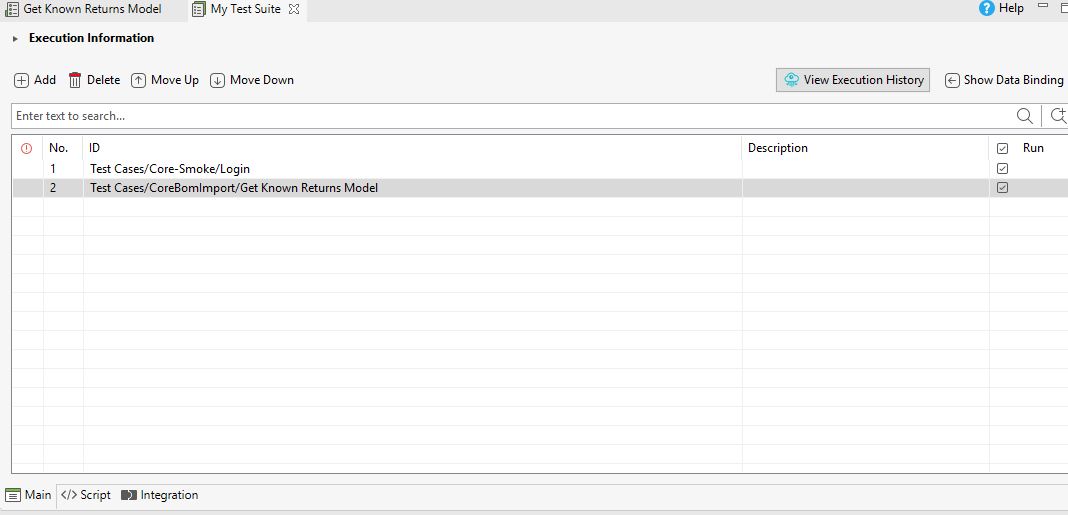 Get Known Returns Model My Test Suite Help
Execution Information
Add Delete Move Up Move Down View Execution History Show Data Binding
Enter text to search...
No. ID Description Run
1 Test Cases/Core-Smoke/Login
2 Test Cases/CoreBomImport/Get Known Returns Model
Main </> Script Integration